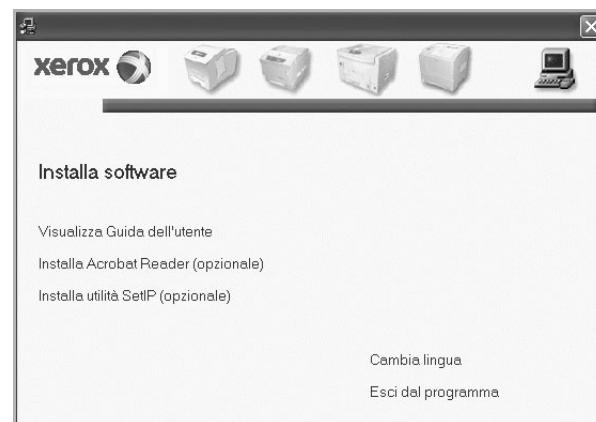 xerox
Installa software
Visualizza Guida dell'utente
Installa Acrobat Reader (opzionale)
Installa utilità SetIP (opzionale)
Cambia lingua
Esci dal programma